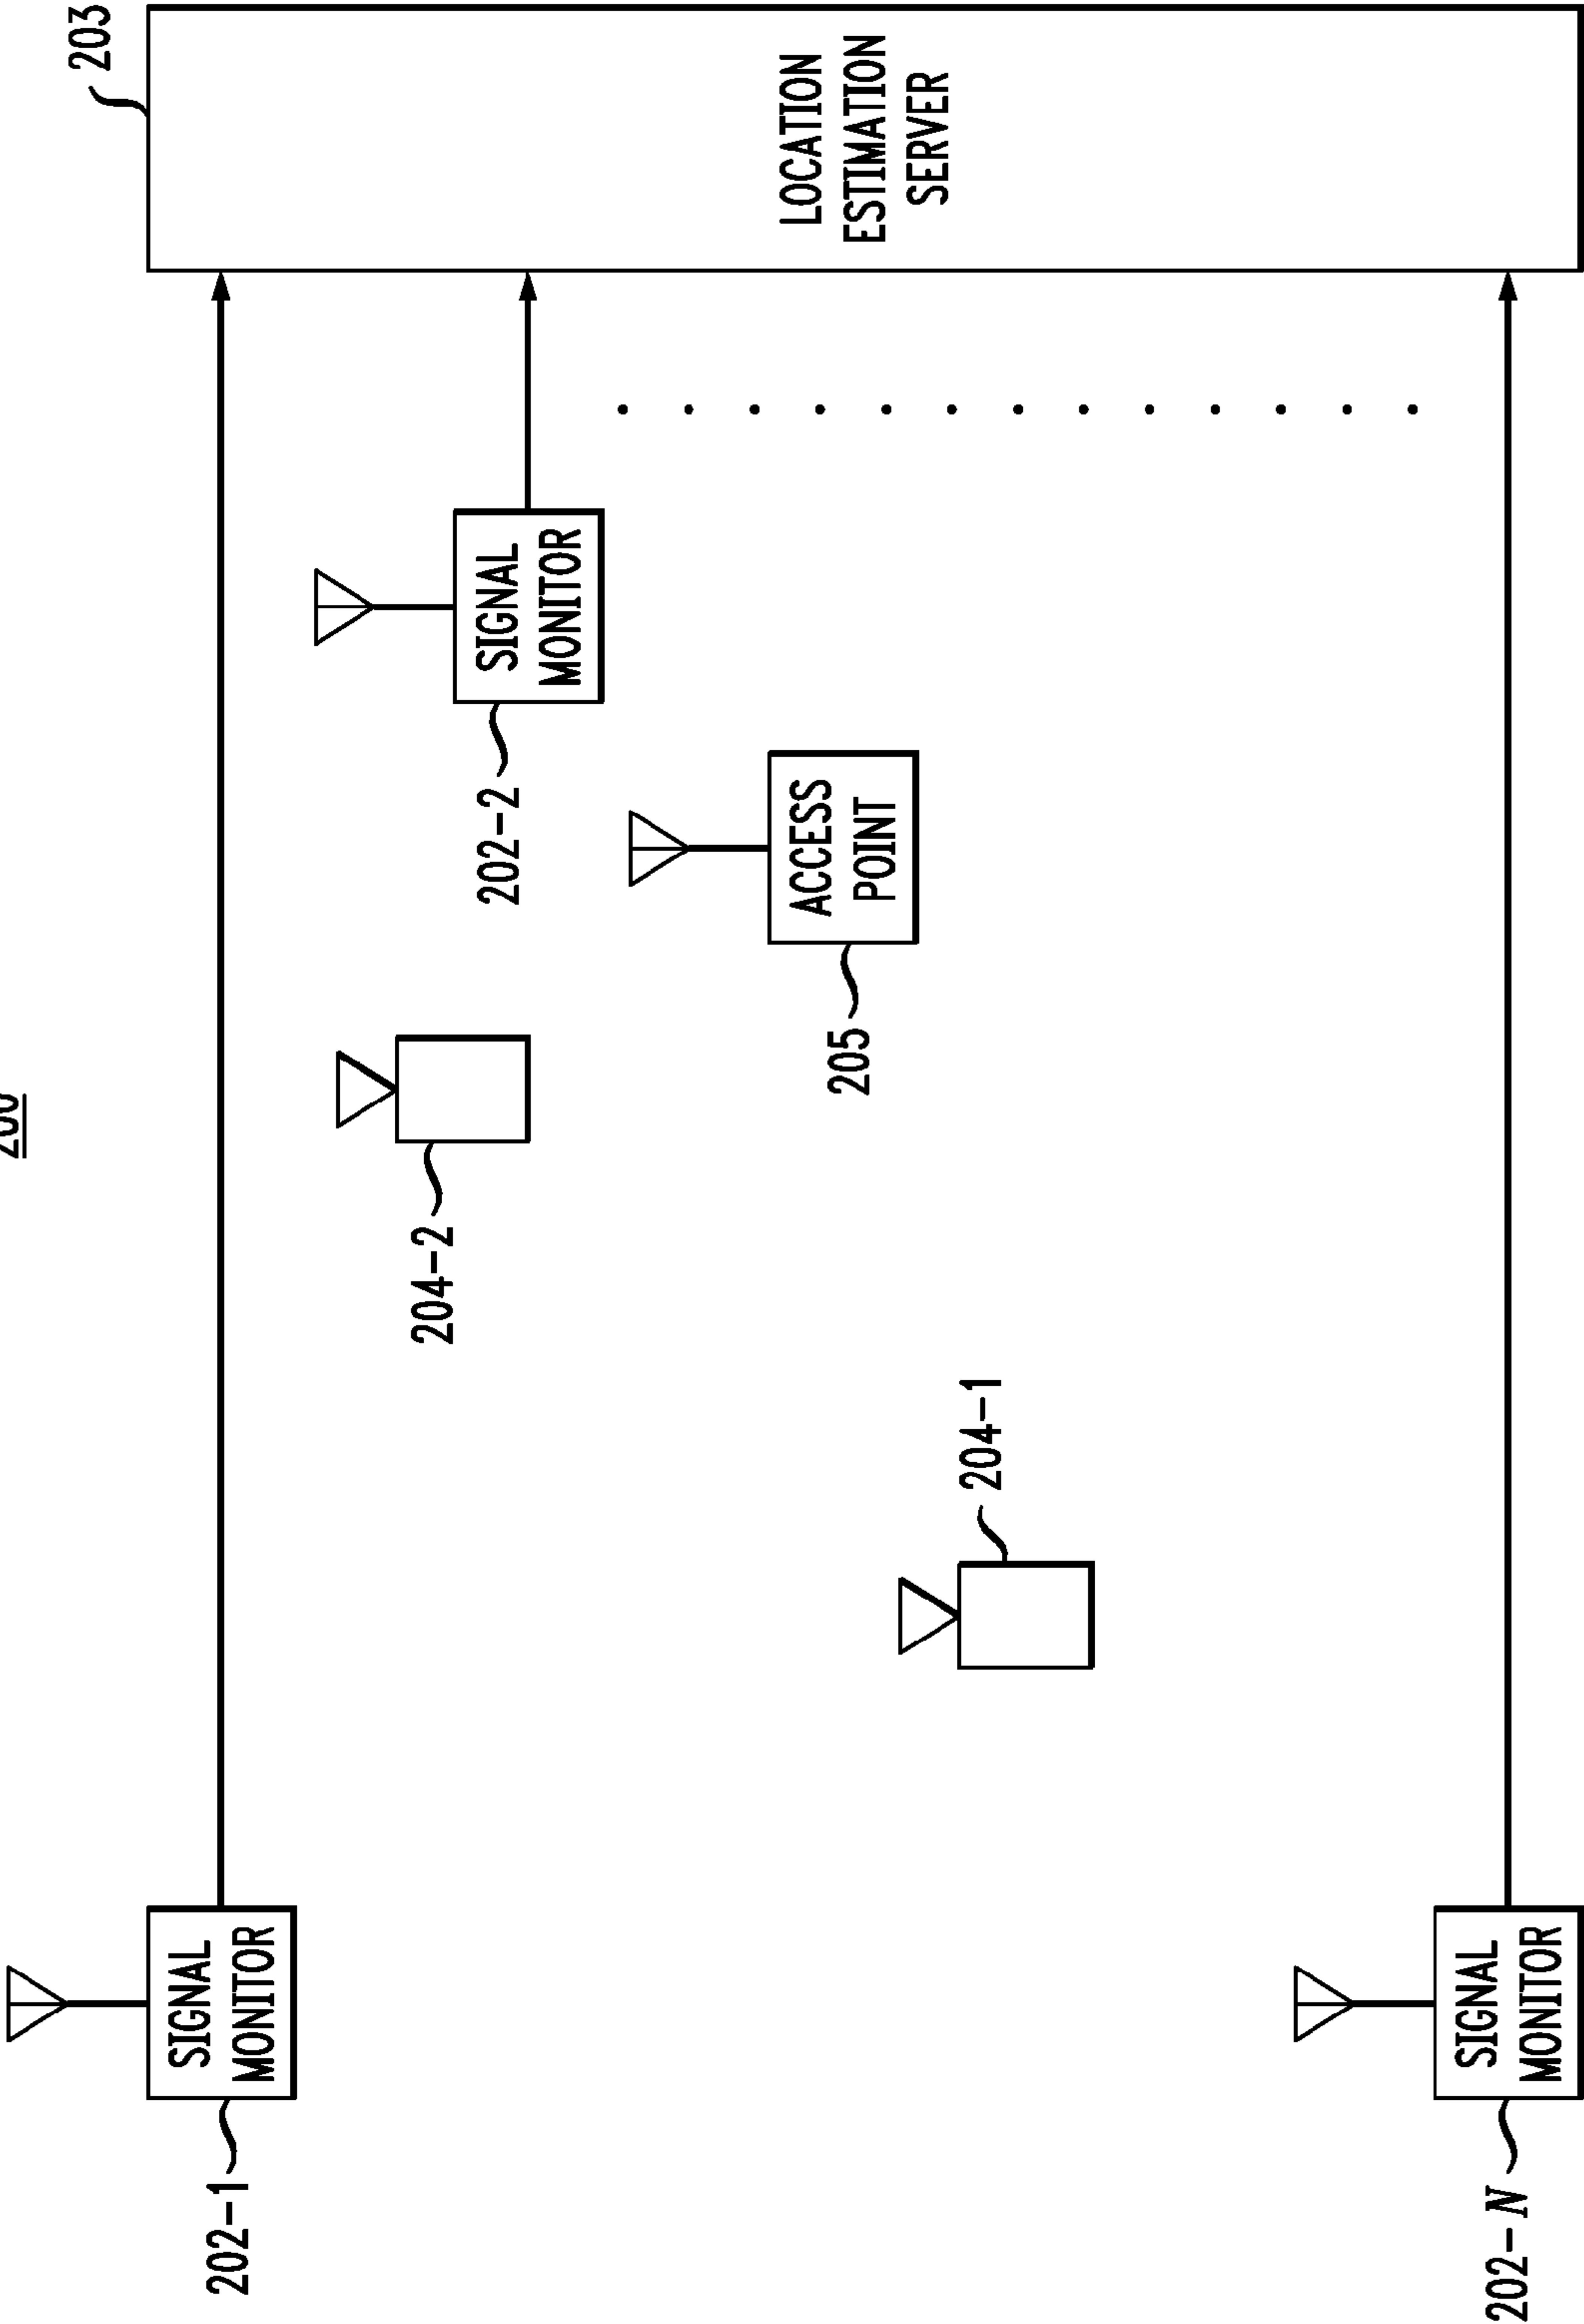 200
203
SIGNAL
MONITOR
202-1
204-2
SIGNAL
MONITOR
202-2
ACCESS
POINT
205
LOCATION
ESTIMATION
SERVER
204-1
SIGNAL
MONITOR
202-N